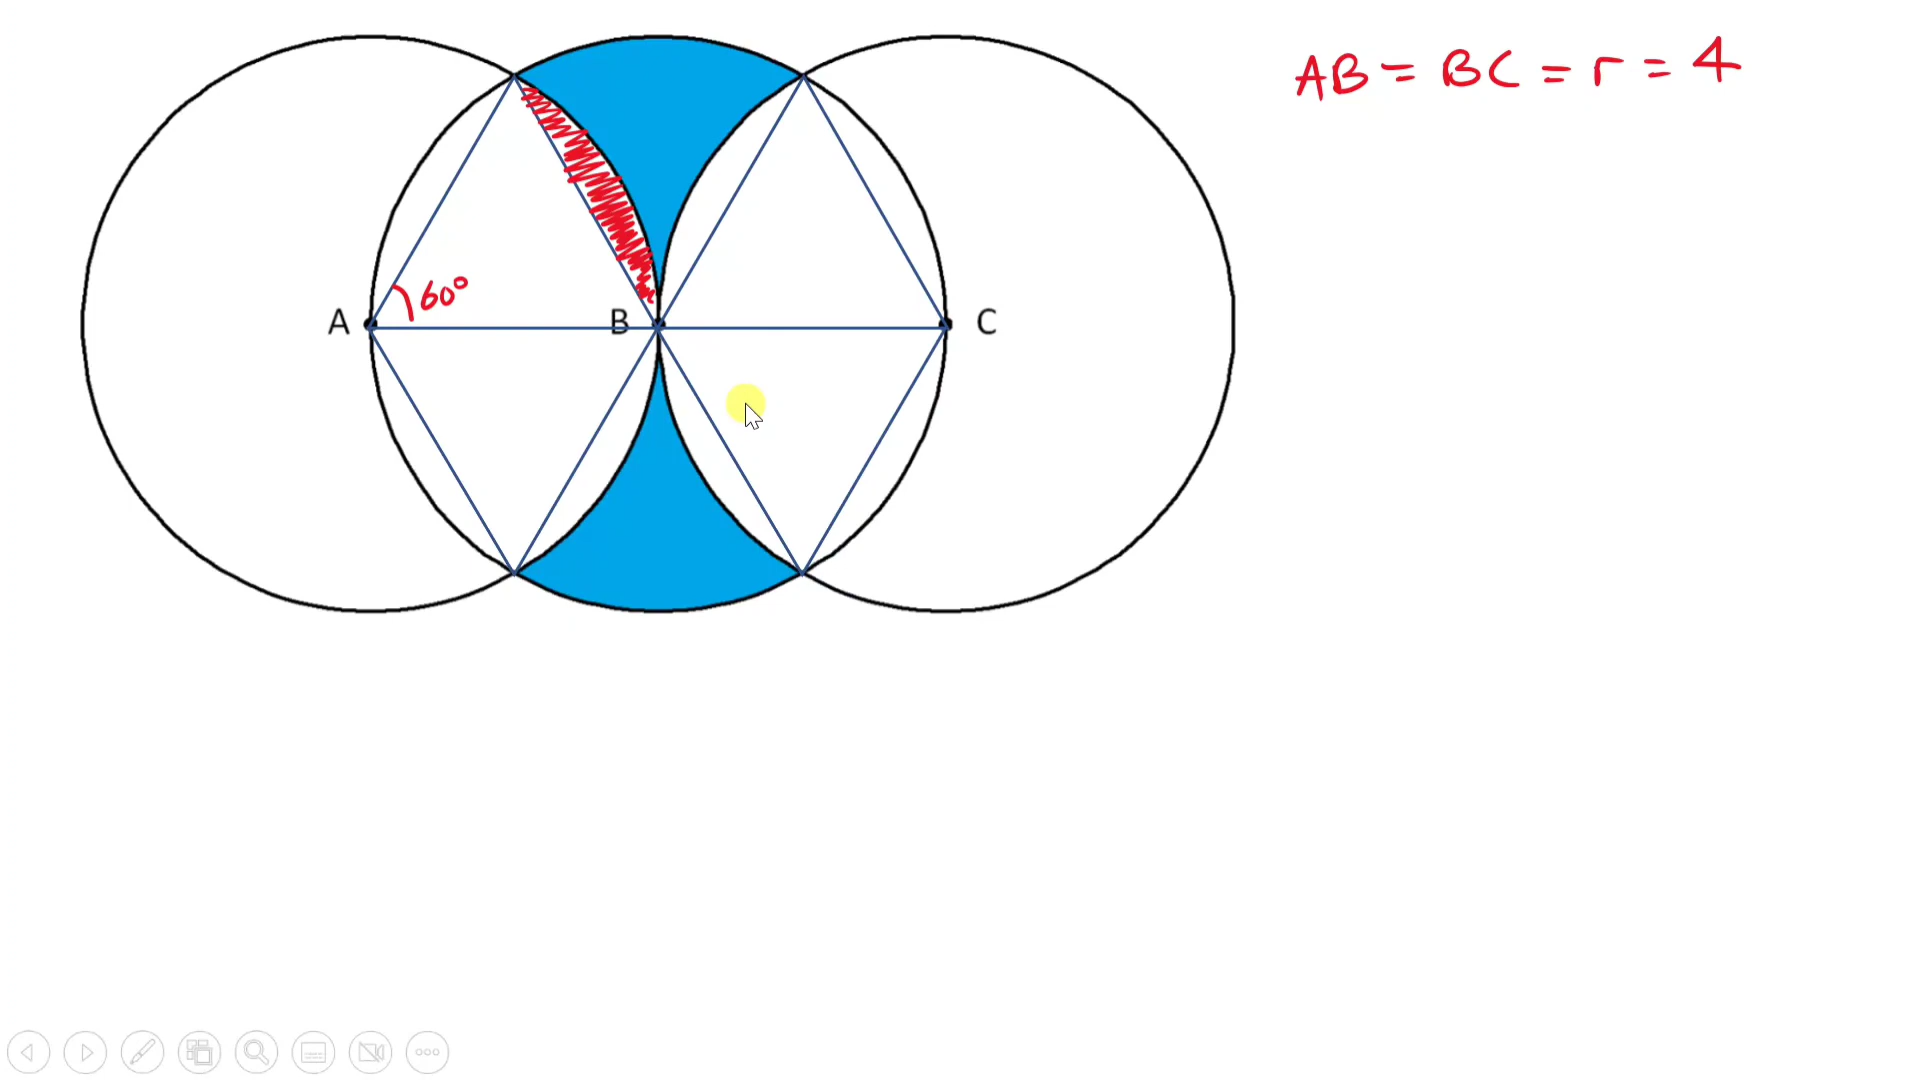 AB = BC = r = 4
60°
A
B
C